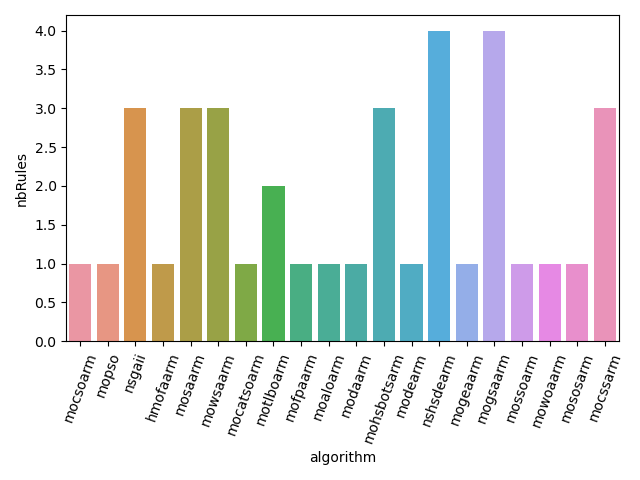 4.0
3.5
3.0
2.5
2.0
1.5
1.0
0.5
0.0
nbRules
mocsoarm
mopso
nsgaii
hmofaarm
mosaarm
mowsaarm
mocatsoarm
motlboarm
mofpaarm
moaloarm
modaarm
mohsbotsarm
modearm
nshsdearm
mogeaarm
mogsaarm
mossoarm
mowoaarm
mososarm
mocssarm
algorithm